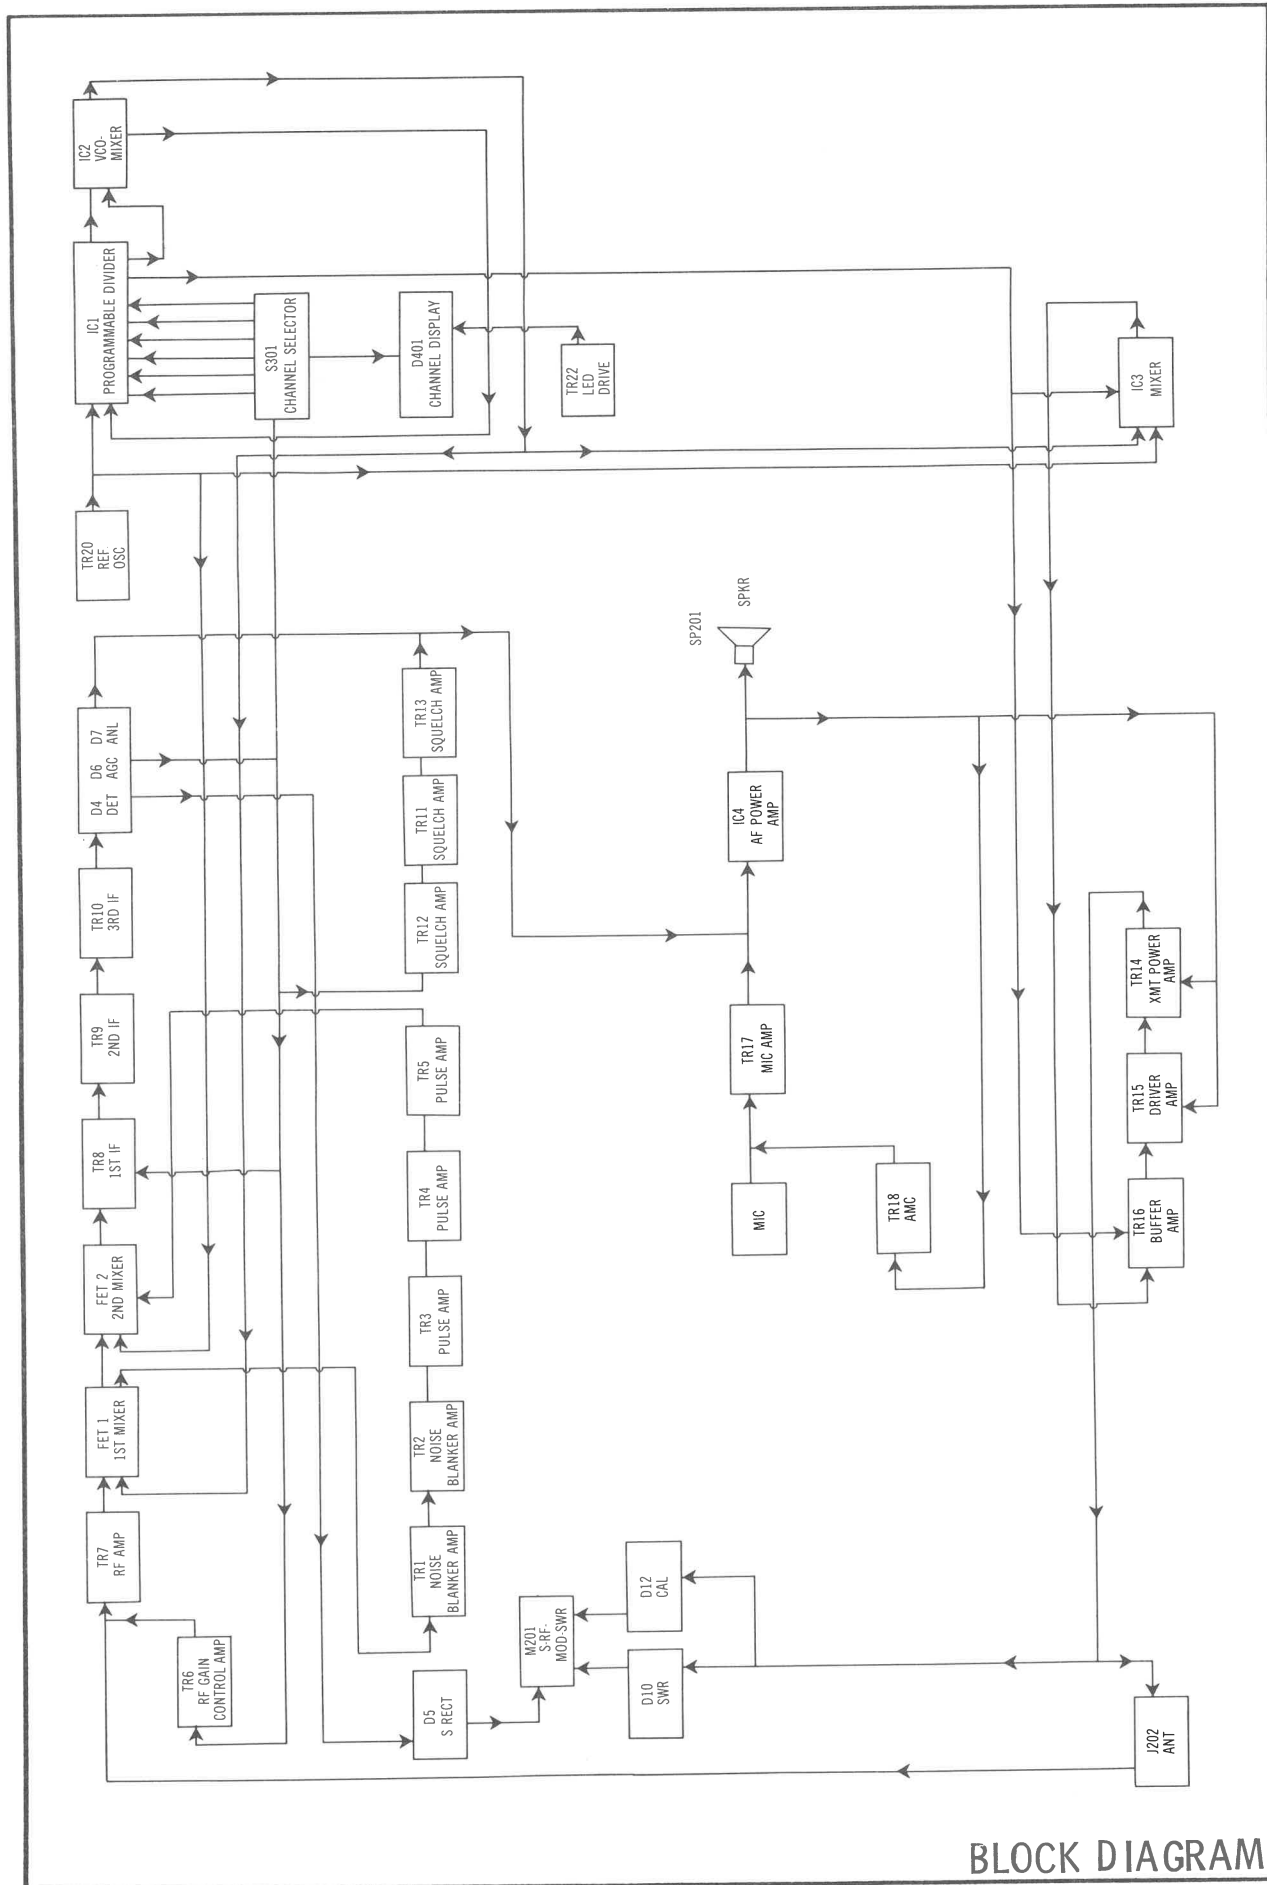 IC2
VCO-
MIXER
IC1
PROGRAMMABLE DIVIDER
S301
CHANNEL SELECTOR
D401
CHANNEL DISPLAY
TR22
LED
DRIVE
IC3
MIXER
TR20
REF
OSC
SP201
SPKR
D4 D6 D7
DET AGC ANL
TR13
SQUELCH AMP
TR11
SQUELCH AMP
TR12
SQUELCH AMP
IC4
AF POWER
AMP
TR10
3RD IF
TR9
2ND IF
TR8
1ST IF
FET 2
2ND MIXER
FET 1
1ST MIXER
TR7
RF AMP
TR6
RF GAIN
CONTROL AMP
TR5
PULSE AMP
TR4
PULSE AMP
TR3
PULSE AMP
TR2
NOISE
BLANKER AMP
TR1
NOISE
BLANKER AMP
TR17
MIC AMP
MIC
TR18
AMC
TR14
XMT POWER
AMP
TR15
DRIVER
AMP
TR16
BUFFER
AMP
D12
CAL
M201
S-RF-
MOD-SWR
D10
SWR
D5
S RECT
J202
ANT
BLOCK DIAGRAM